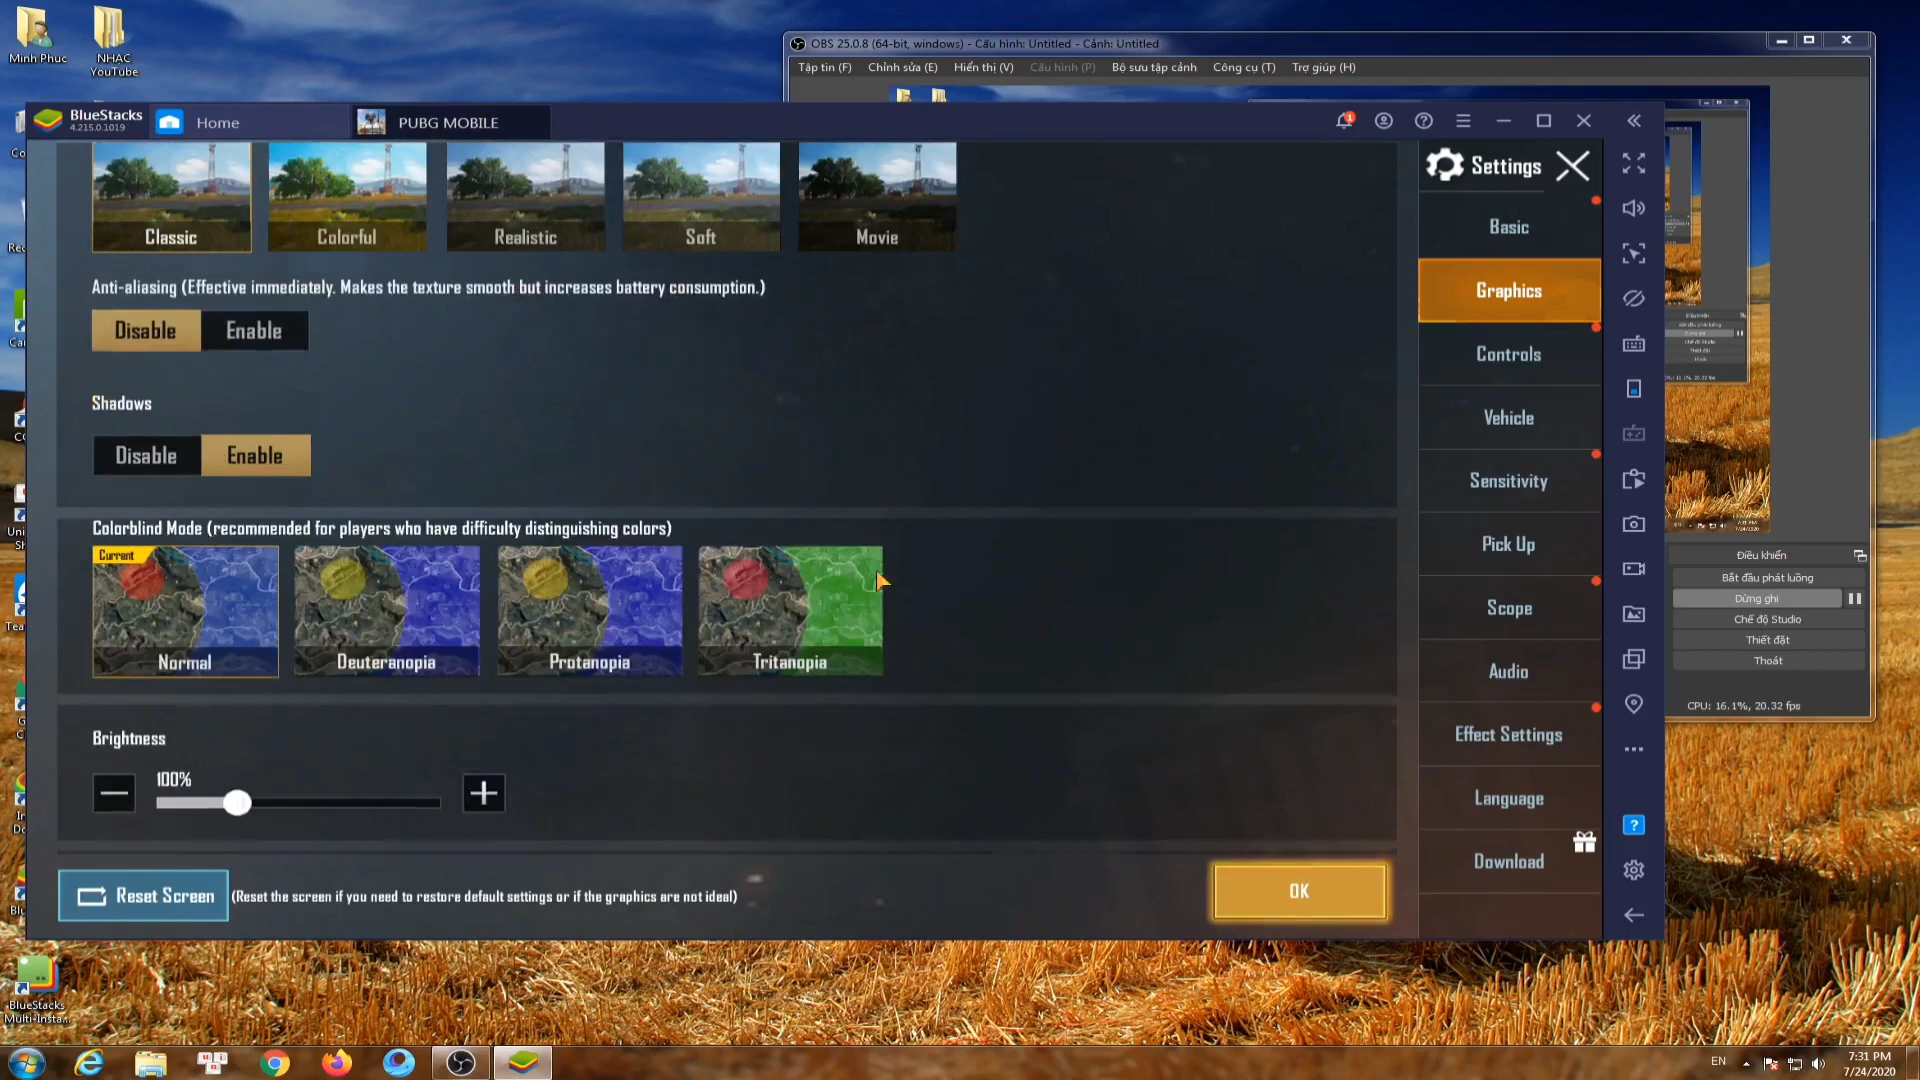 Minh Phuc
NHAC
YouTube
OBS 25.0.8 (64-bit, windows) - Cấu hình: Untitled - Cảnh: Untitled
Tập tin (F)
Chỉnh sửa (E)
Hiển thị (V)
Cấu hình (P)
Bộ sưu tập cảnh
Công cụ (T)
Trợ giúp (H)
BlueStacks
4.215.0.1019
Home
PUBG MOBILE
1
Classic
Colorful
Realistic
Soft
Movie
Anti-aliasing (Effective immediately. Makes the texture smooth but increases battery consumption.)
Disable
Enable
Shadows
Disable
Enable
Colorblind Mode (recommended for players who have difficulty distinguishing colors)
Current
Normal
Deuteranopia
Protanopia
Tritanopia
Brightness
100%
Reset Screen
(Reset the screen if you need to restore default settings or if the graphics are not ideal)
OK
Settings
Basic
Graphics
Controls
Vehicle
Sensitivity
Pick Up
Scope
Audio
Effect Settings
Language
Download
Điều khiển
Bắt đầu phát luồng
Dừng ghi
Chế độ Studio
Thiết đặt
Thoát
CPU: 16.1%, 20.32 fps
BlueStacks
Multi-Insta...
EN
7:31 PM
7/24/2020